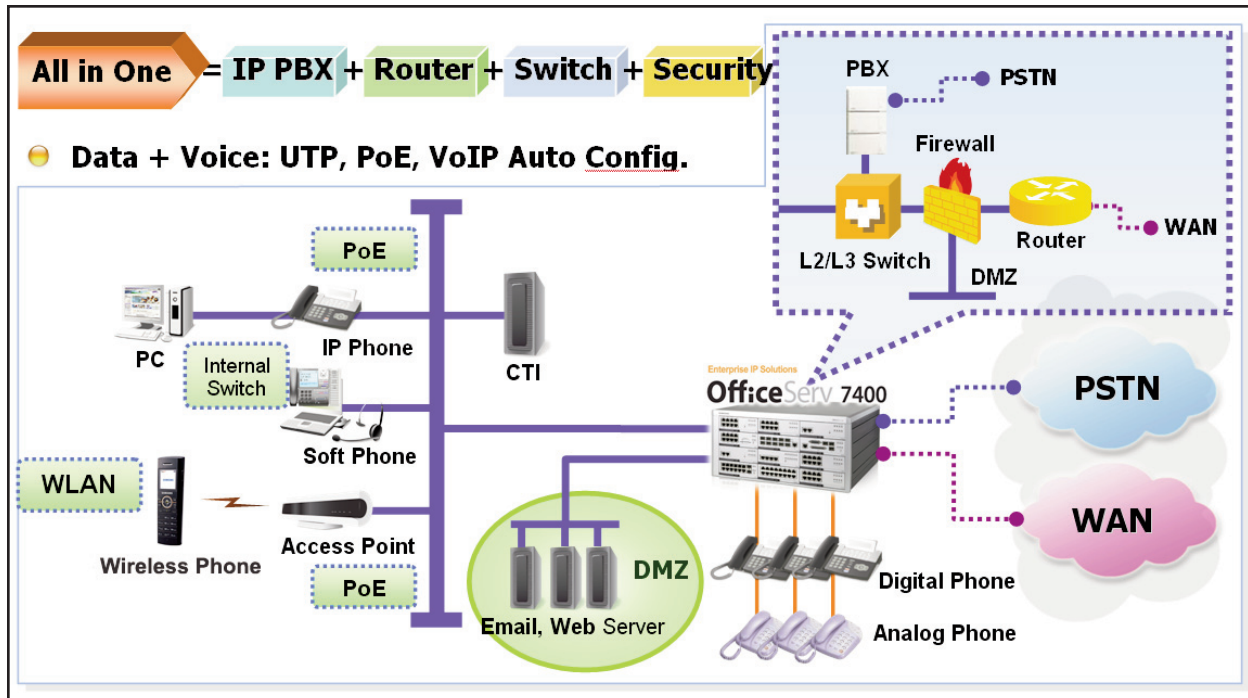 All in One = IP PBX + Router + Switch + Security
Data + Voice: UTP, PoE, VoIP Auto Config.
PBX
PSTN
Firewall
L2/L3 Switch
Router
WAN
DMZ
PoE
PC
IP Phone
CTI
Internal
Switch
Soft Phone
WLAN
Wireless Phone
Access Point
PoE
Enterprise IP Solutions
OfficeServ 7400
PSTN
WAN
DMZ
Email, Web Server
Digital Phone
Analog Phone